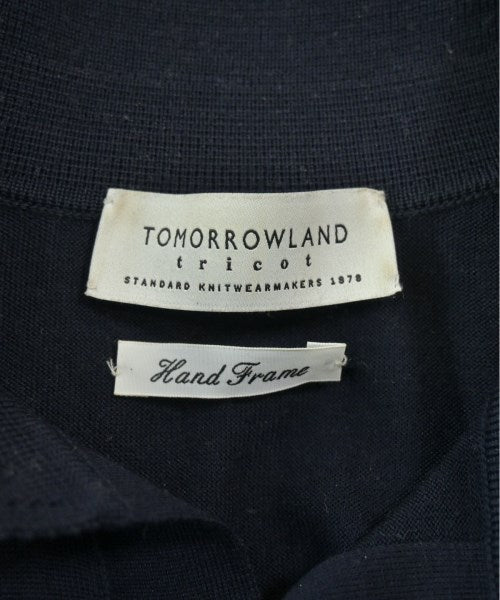 TOMORROWLAND
tricot
STANDARD KNITWEARMAKERS 1978
Hand Frame